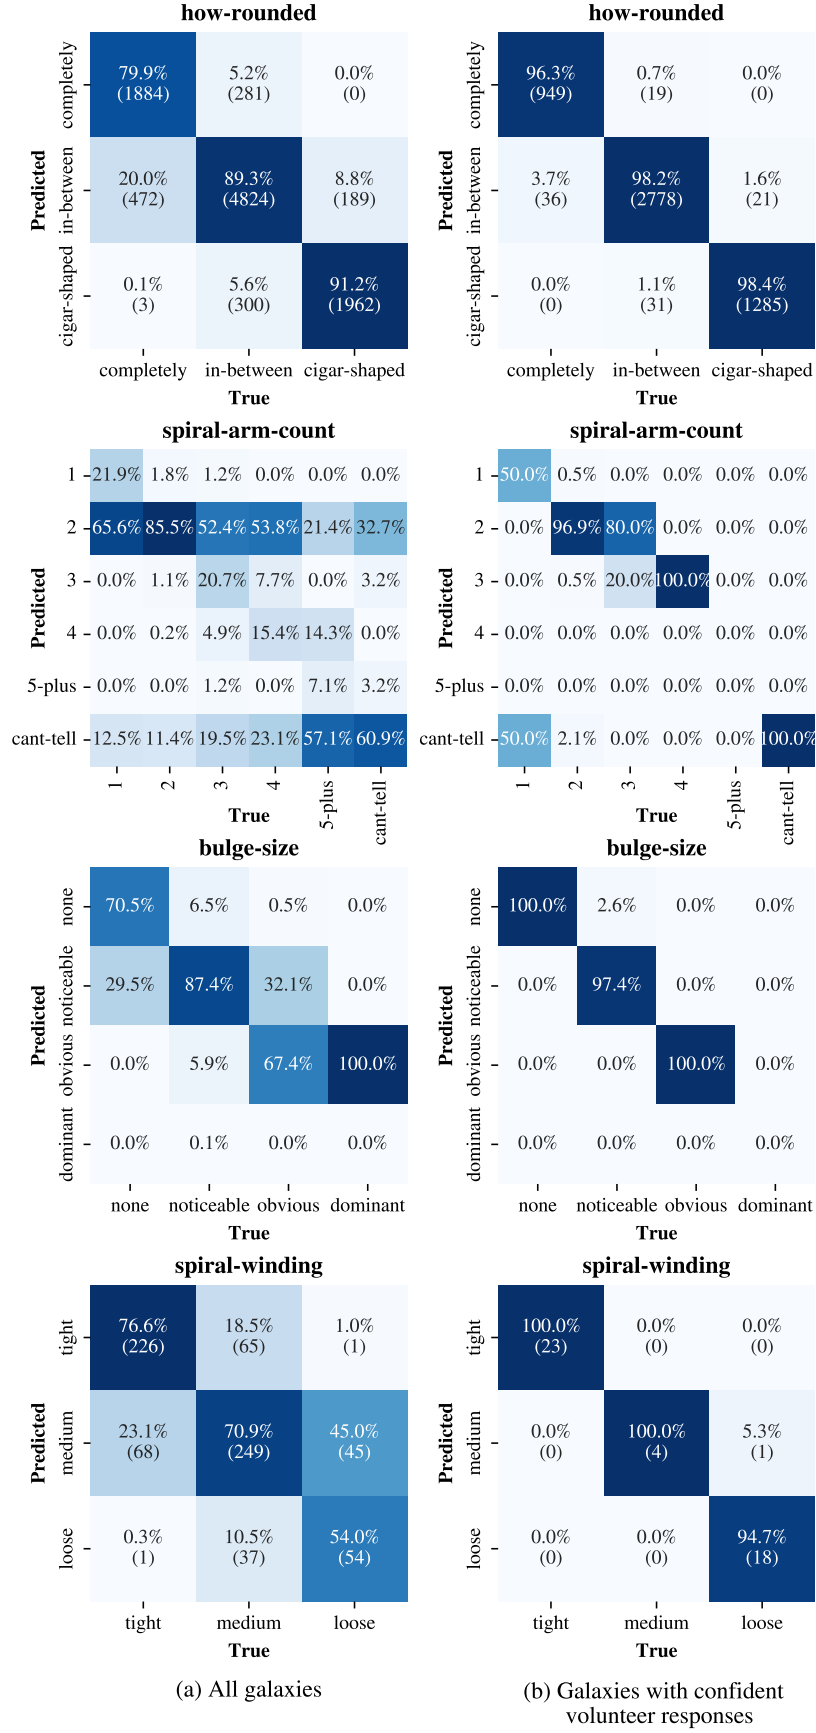 how-rounded
completely
79.9% 5.2% 0.0%
(1884) (281) (0)
Predicted
in-between
20.0% 89.3% 8.8%
(472) (4824) (189)
cigar-shaped
0.1% 5.6% 91.2%
(3) (300) (1962)
completely in-between cigar-shaped
True
how-rounded
completely
96.3% 0.7% 0.0%
(949) (19) (0)
Predicted
in-between
3.7% 98.2% 1.6%
(36) (2778) (21)
cigar-shaped
0.0% 1.1% 98.4%
(0) (31) (1285)
completely in-between cigar-shaped
True
spiral-arm-count
1 21.9% 1.8% 1.2% 0.0% 0.0% 0.0%
2 65.6% 85.5% 52.4% 53.8% 21.4% 32.7%
Predicted
3 0.0% 1.1% 20.7% 7.7% 0.0% 3.2%
4 0.0% 0.2% 4.9% 15.4% 14.3% 0.0%
5-plus 0.0% 0.0% 1.2% 0.0% 7.1% 3.2%
cant-tell 12.5% 11.4% 19.5% 23.1% 57.1% 60.9%
1 2 3 4 5-plus cant-tell
True
spiral-arm-count
1 50.0% 0.5% 0.0% 0.0% 0.0% 0.0%
2 0.0% 96.9% 80.0% 0.0% 0.0% 0.0%
Predicted
3 0.0% 0.5% 20.0% 100.0% 0.0% 0.0%
4 0.0% 0.0% 0.0% 0.0% 0.0% 0.0%
5-plus 0.0% 0.0% 0.0% 0.0% 0.0% 0.0%
cant-tell 50.0% 2.1% 0.0% 0.0% 0.0% 100.0%
1 2 3 4 5-plus cant-tell
True
bulge-size
none 70.5% 6.5% 0.5% 0.0%
Predicted
noticeable 29.5% 87.4% 32.1% 0.0%
obvious 0.0% 5.9% 67.4% 100.0%
dominant 0.0% 0.1% 0.0% 0.0%
none noticeable obvious dominant
True
bulge-size
none 100.0% 2.6% 0.0% 0.0%
Predicted
noticeable 0.0% 97.4% 0.0% 0.0%
obvious 0.0% 0.0% 100.0% 0.0%
dominant 0.0% 0.0% 0.0% 0.0%
none noticeable obvious dominant
True
spiral-winding
tight
76.6% 18.5% 1.0%
(226) (65) (1)
Predicted
medium
23.1% 70.9% 45.0%
(68) (249) (45)
loose
0.3% 10.5% 54.0%
(1) (37) (54)
tight medium loose
True
spiral-winding
tight
100.0% 0.0% 0.0%
(23) (0) (0)
Predicted
medium
0.0% 100.0% 5.3%
(0) (4) (1)
loose
0.0% 0.0% 94.7%
(0) (0) (18)
tight medium loose
True
(a) All galaxies
(b) Galaxies with confident
volunteer responses